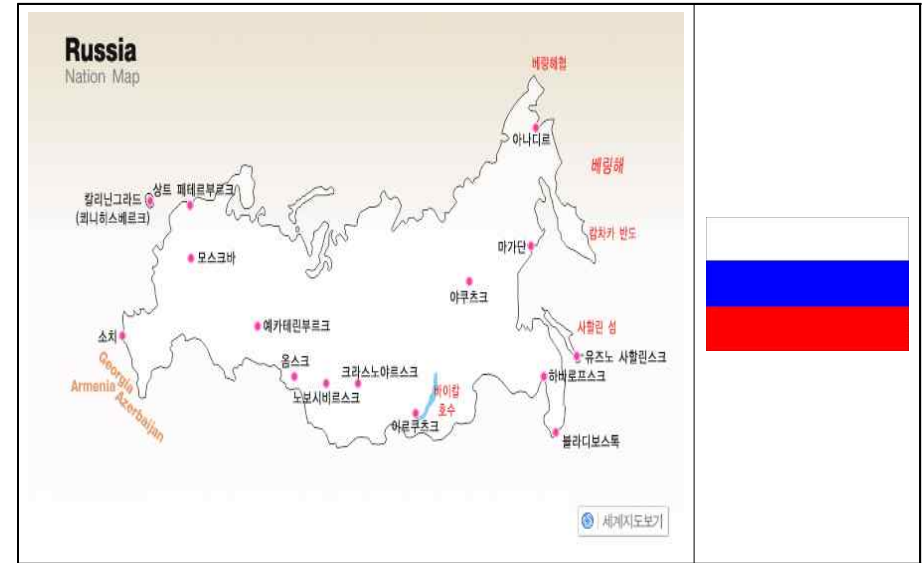 Russia
Nation Map
베링해협
아나디르
베링해
상트 페테르부르크
칼리닌그라드
(쾨니히스베르크)
캄차카 반도
마가단
모스크바
야쿠츠크
예카테린부르크
사할린 섬
소치
유즈노 사할린스크
Georgia
Armenia
Azerbaijan
옴스크
크라스노야르스크
하바로프스크
노보시비르스크
바이칼
호수
이르쿠츠크
블라디보스톡
세계지도보기